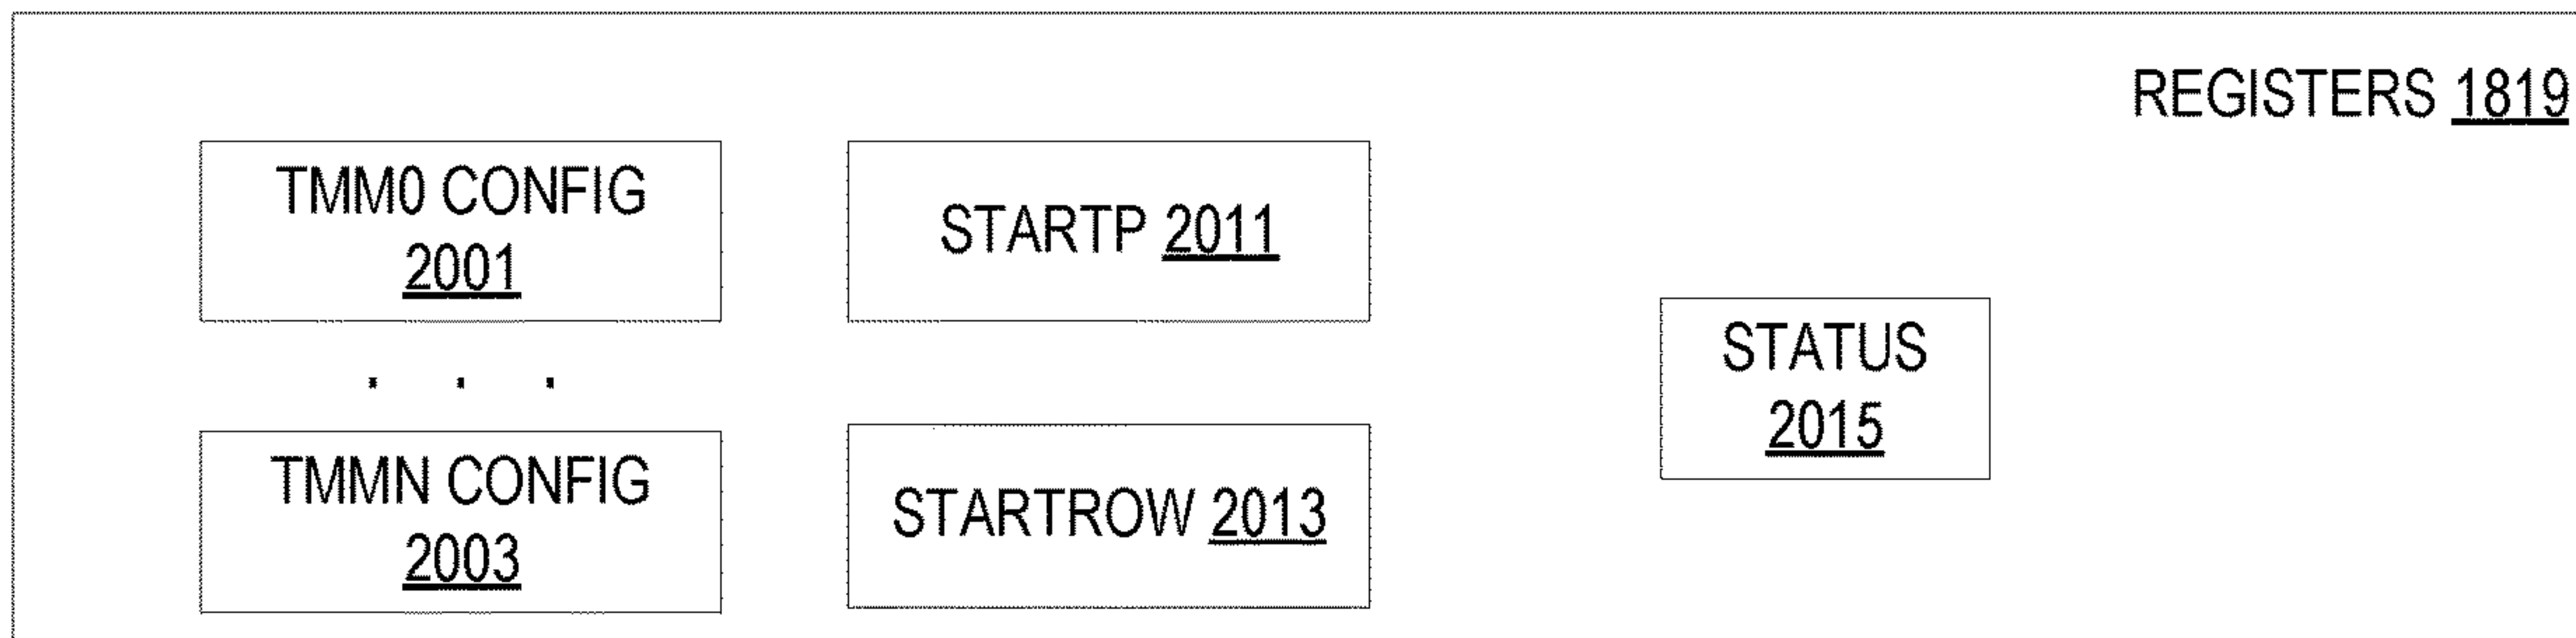 REGISTERS 1819
TMM0 CONFIG
2001
STARTP 2011
. . .
STATUS
2015
TMMN CONFIG
2003
STARTROW 2013